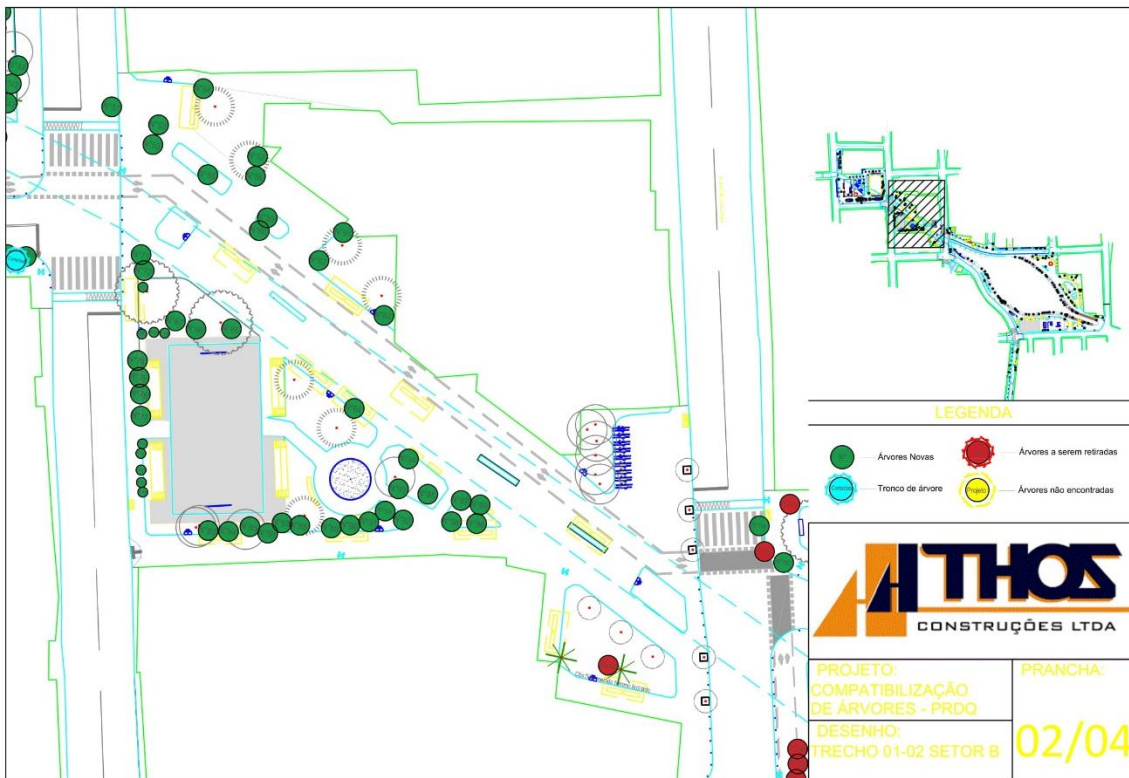 LEGENDA
Árvores Novas
Árvores a serem retiradas
Tronco de árvore
Projeto
Árvores não encontradas
THOS
CONSTRUÇÕES LTDA
PROJETO:
COMPATIBILIZAÇÃO
DE ÁRVORES - PRDQ
PRANCHA:
02/04
DESENHO:
TRECHO 01-02 SETOR B